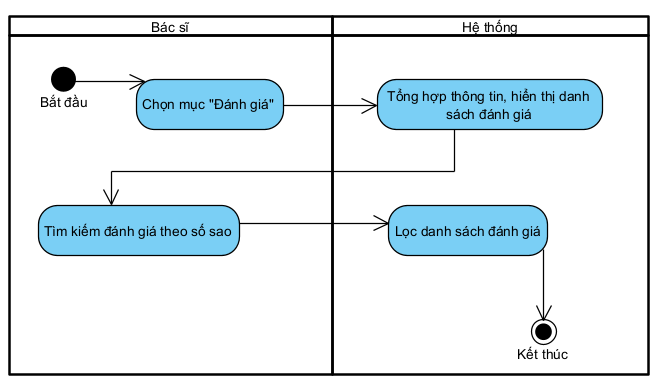 Bác sĩ
Hệ thống
Bắt đầu
Chọn mục "Đánh giá"
Tổng hợp thông tin, hiển thị danh
sách đánh giá
Tìm kiếm đánh giá theo số sao
Lọc danh sách đánh giá
Kết thúc